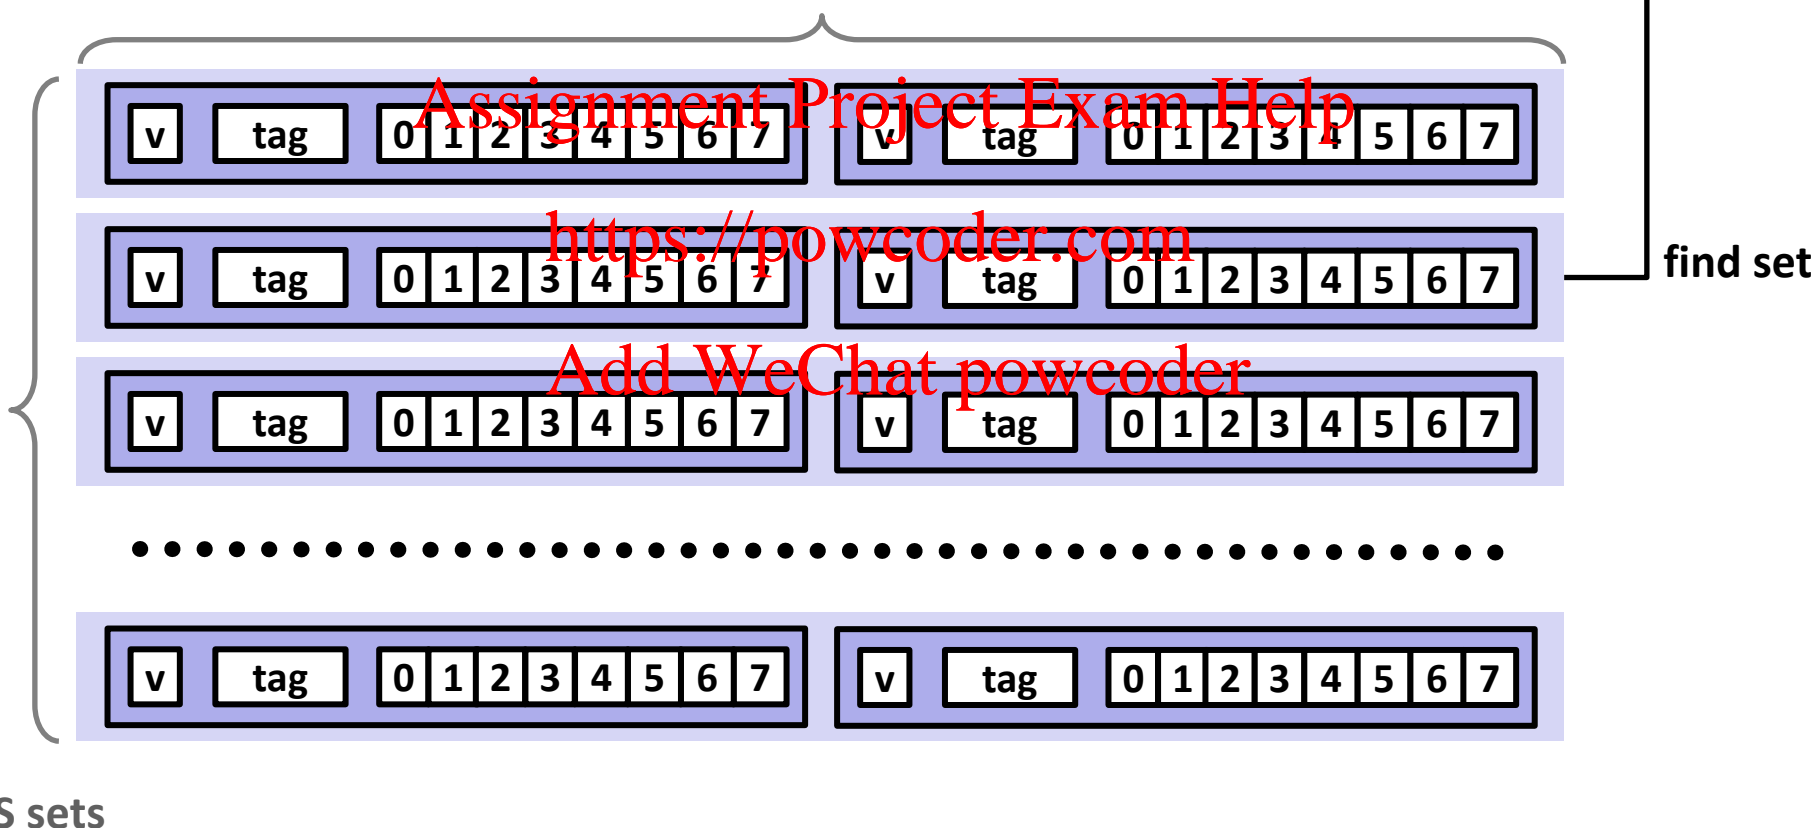 Assignment Project Exam Help
v tag 0 1 2 3 4 5 6 7 v tag 0 1 2 3 4 5 6 7
https://powcoder.com
v tag 0 1 2 3 4 5 6 7 v tag 0 1 2 3 4 5 6 7 find set
Add WeChat powcoder
v tag 0 1 2 3 4 5 6 7 v tag 0 1 2 3 4 5 6 7
v tag 0 1 2 3 4 5 6 7 v tag 0 1 2 3 4 5 6 7
S sets